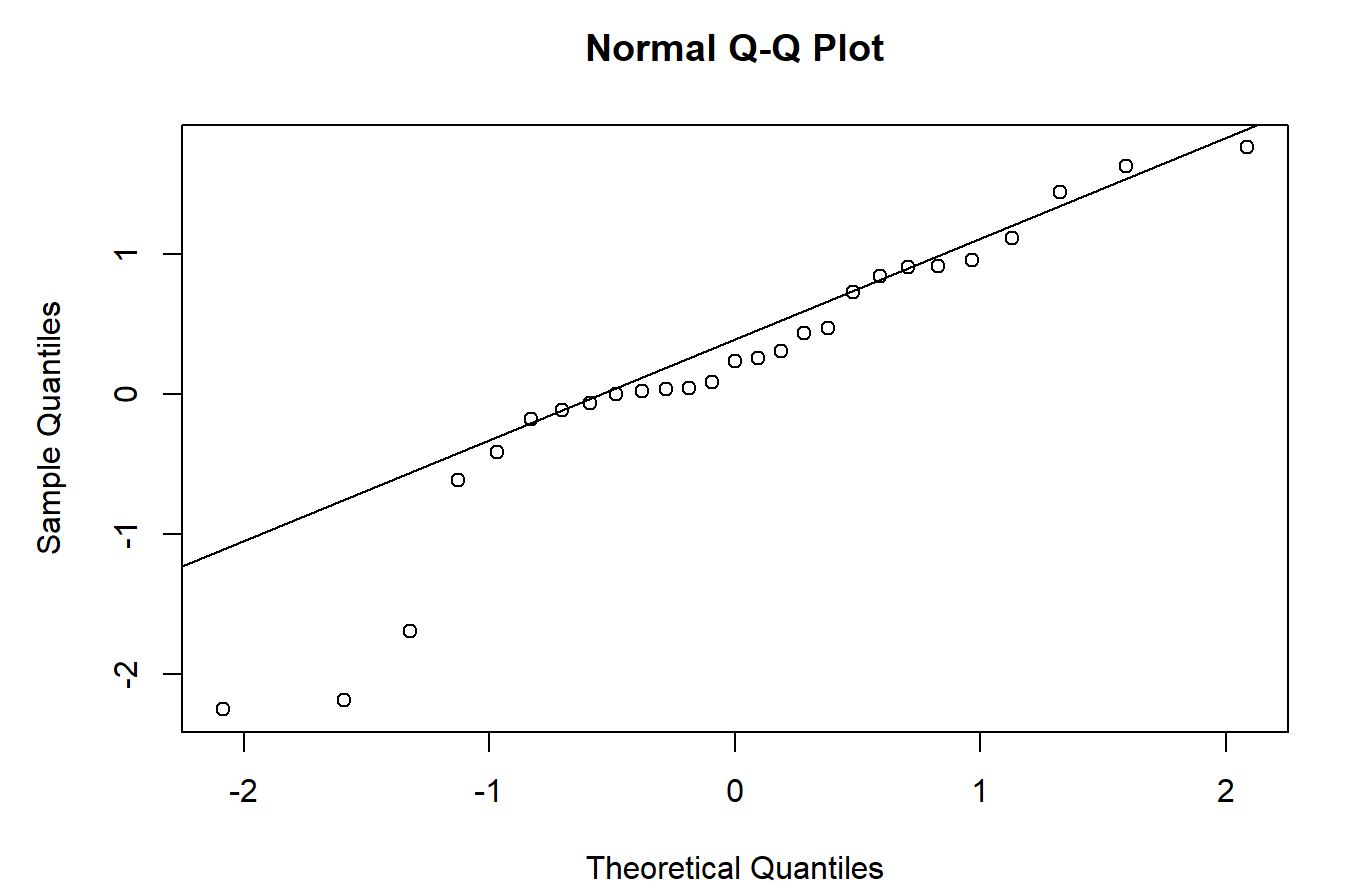 Normal Q-Q Plot
Sample Quantiles
1
0
-1
-2
-2 -1 0 1 2
Theoretical Quantiles